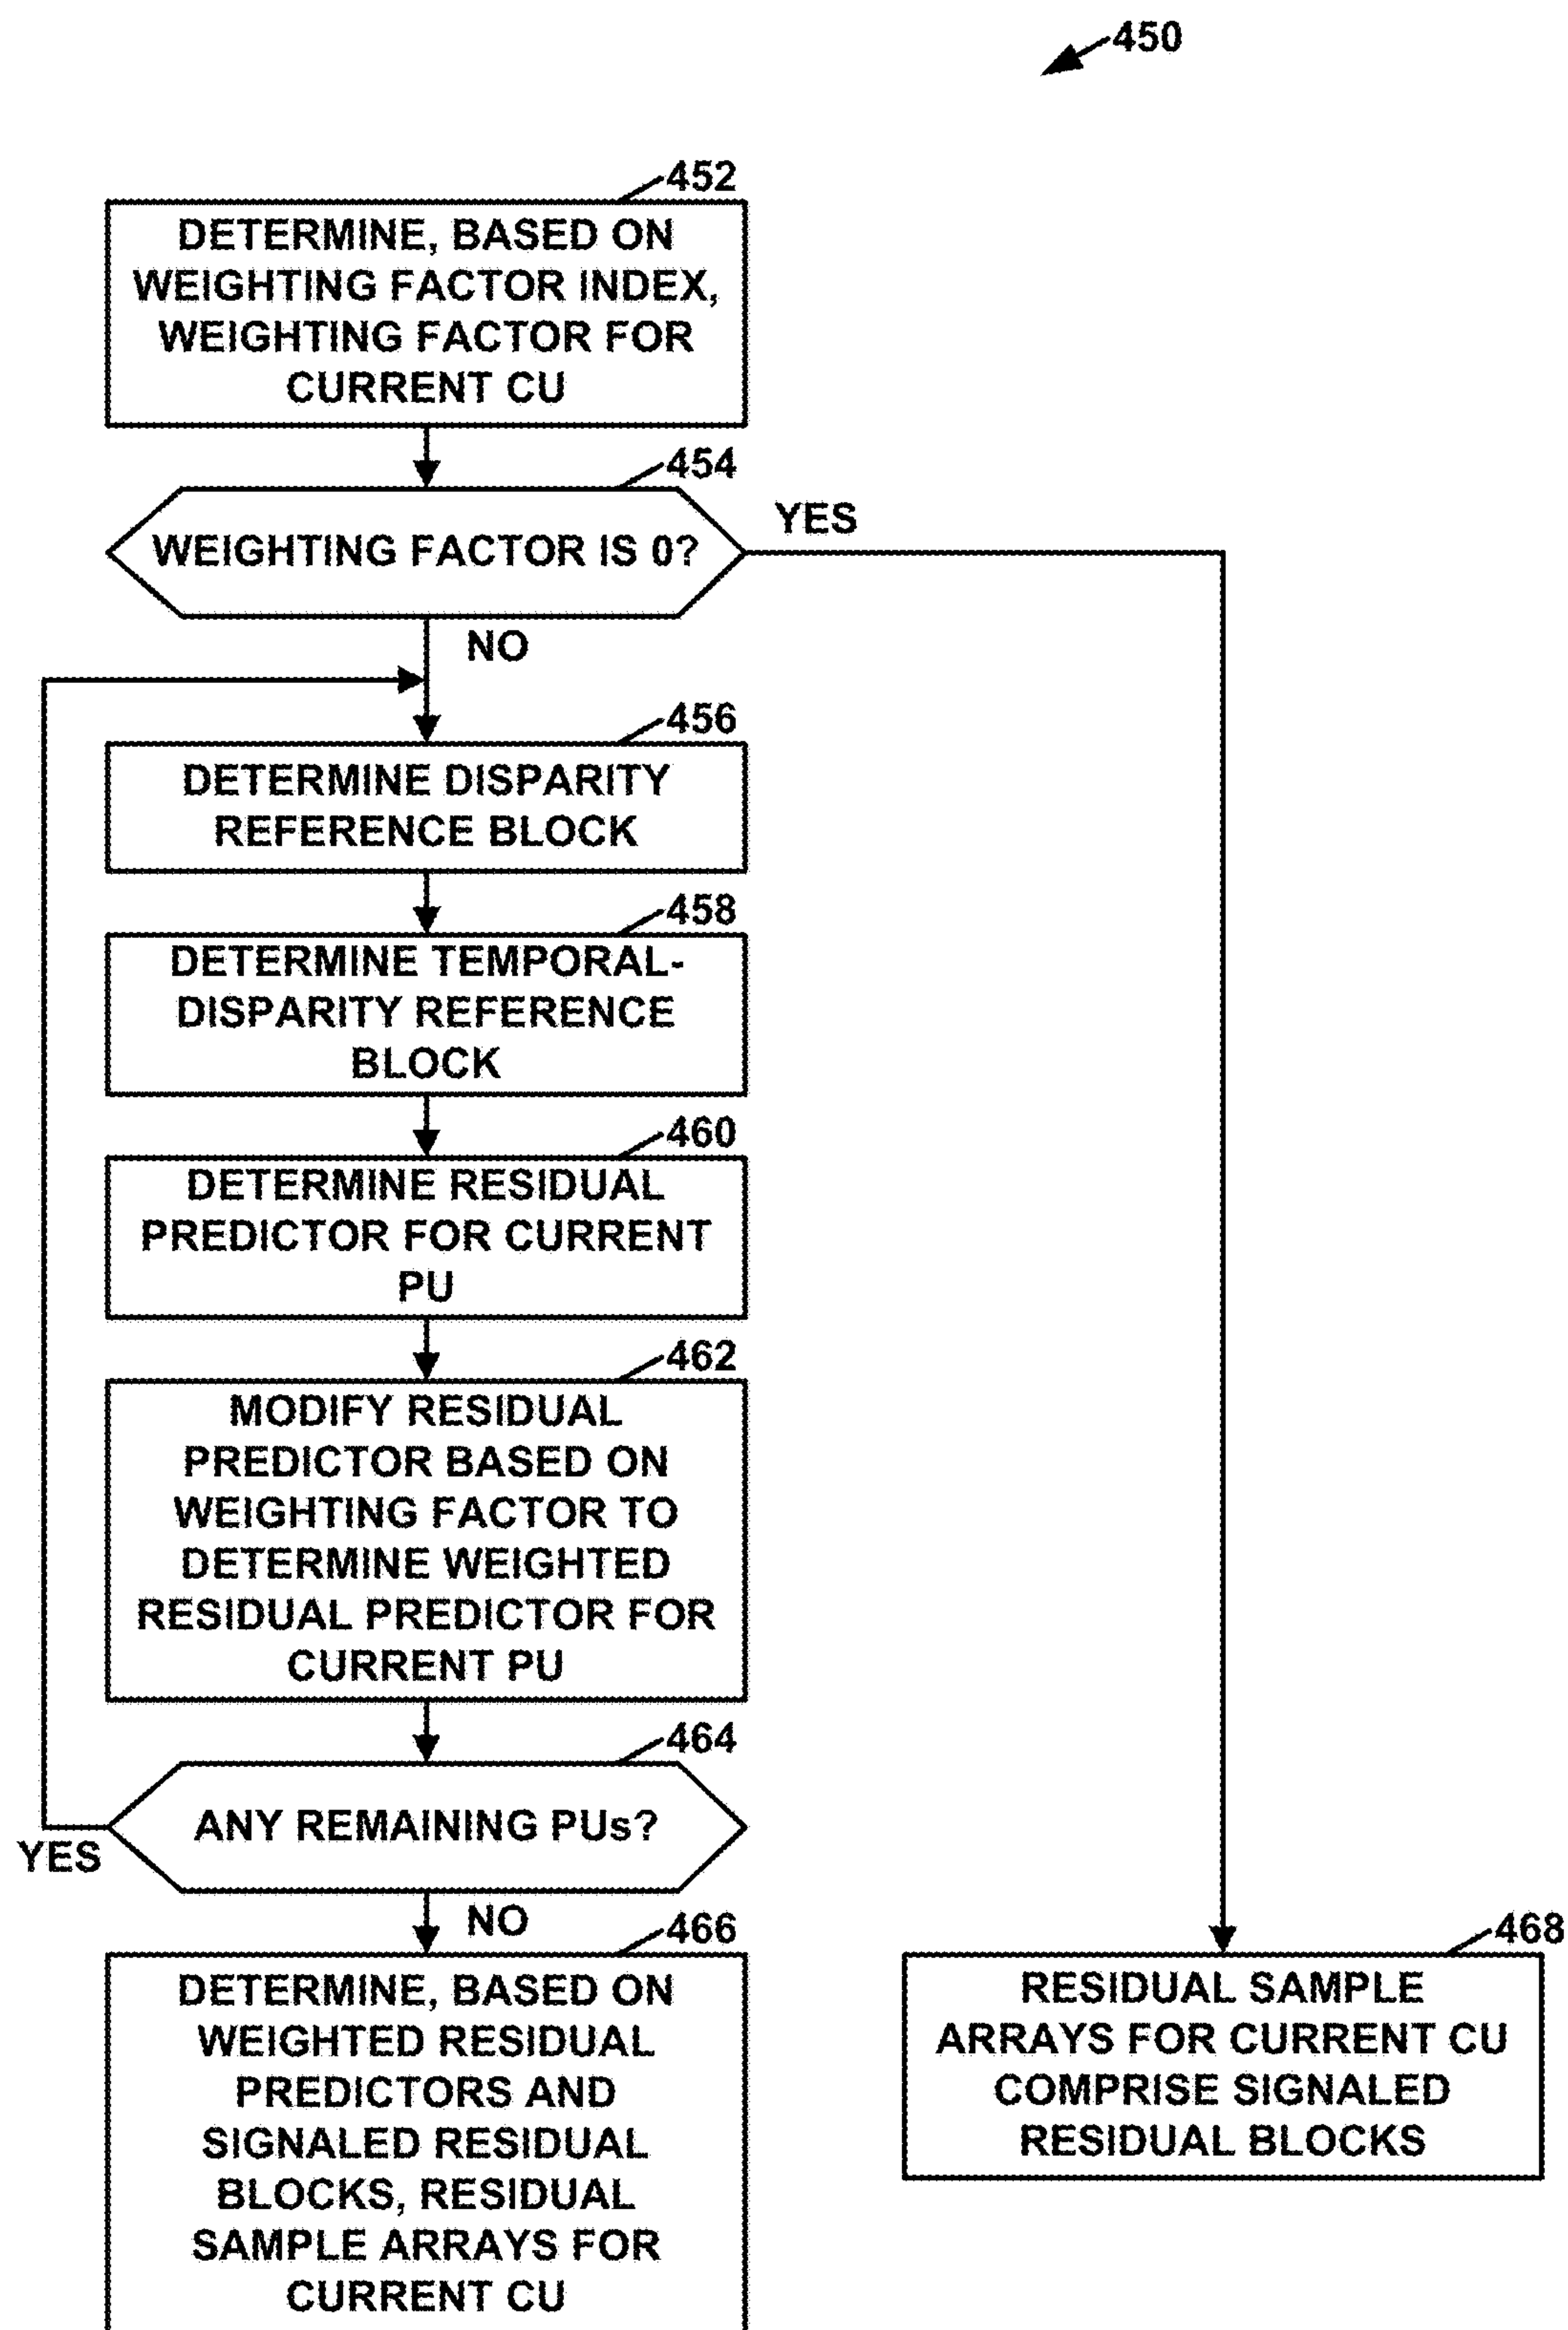 450
452
DETERMINE, BASED ON
WEIGHTING FACTOR INDEX,
WEIGHTING FACTOR FOR
CURRENT CU
454
WEIGHTING FACTOR IS 0?
YES
NO
456
DETERMINE DISPARITY
REFERENCE BLOCK
458
DETERMINE TEMPORAL-
DISPARITY REFERENCE
BLOCK
460
DETERMINE RESIDUAL
PREDICTOR FOR CURRENT
PU
462
MODIFY RESIDUAL
PREDICTOR BASED ON
WEIGHTING FACTOR TO
DETERMINE WEIGHTED
RESIDUAL PREDICTOR FOR
CURRENT PU
464
ANY REMAINING PUs?
YES
NO
466
DETERMINE, BASED ON
WEIGHTED RESIDUAL
PREDICTORS AND
SIGNALED RESIDUAL
BLOCKS, RESIDUAL
SAMPLE ARRAYS FOR
CURRENT CU
468
RESIDUAL SAMPLE
ARRAYS FOR CURRENT CU
COMPRISE SIGNALED
RESIDUAL BLOCKS